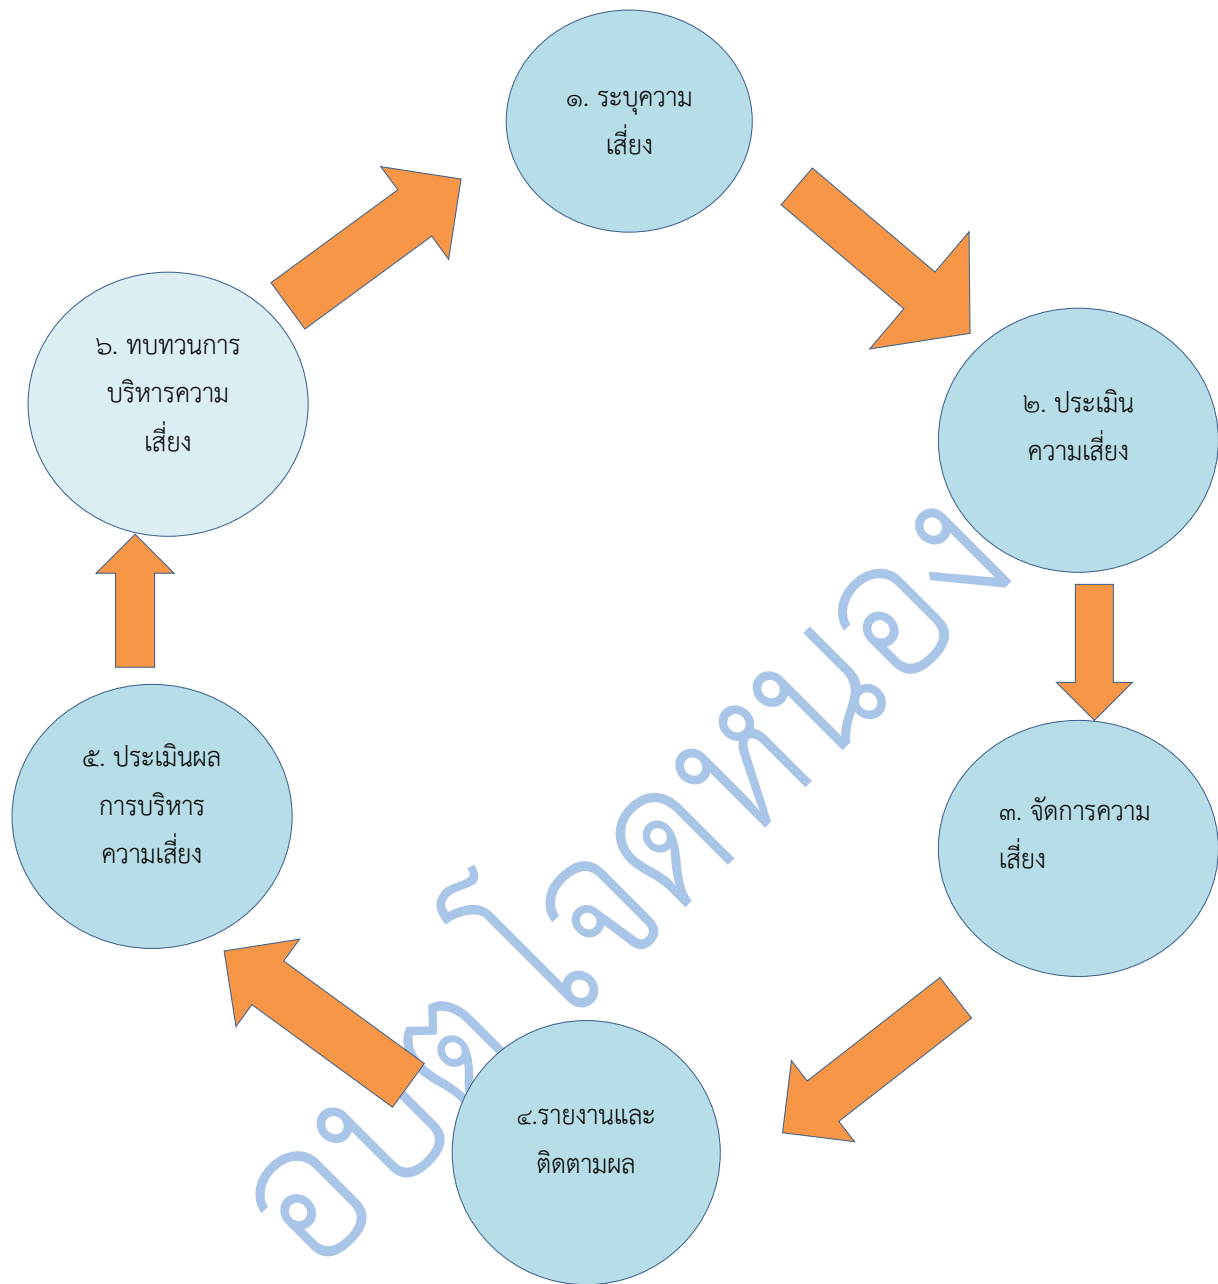 ๑. ระบุความ
เสี่ยง
๒. ประเมิน
ความเสี่ยง
๓. จัดการความ
เสี่ยง
๔.รายงานและ
ติดตามผล
๕. ประเมินผล
การบริหาร
ความเสี่ยง
๖. ทบทวนการ
บริหารความ
เสี่ยง
อบต โจดหนอง